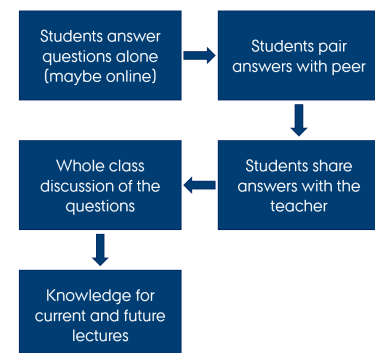 Students answer
questions alone
(maybe online)
Students pair
answers with peer
Students share
answers with the
teacher
Whole class
discussion of the
questions
Knowledge for
current and future
lectures